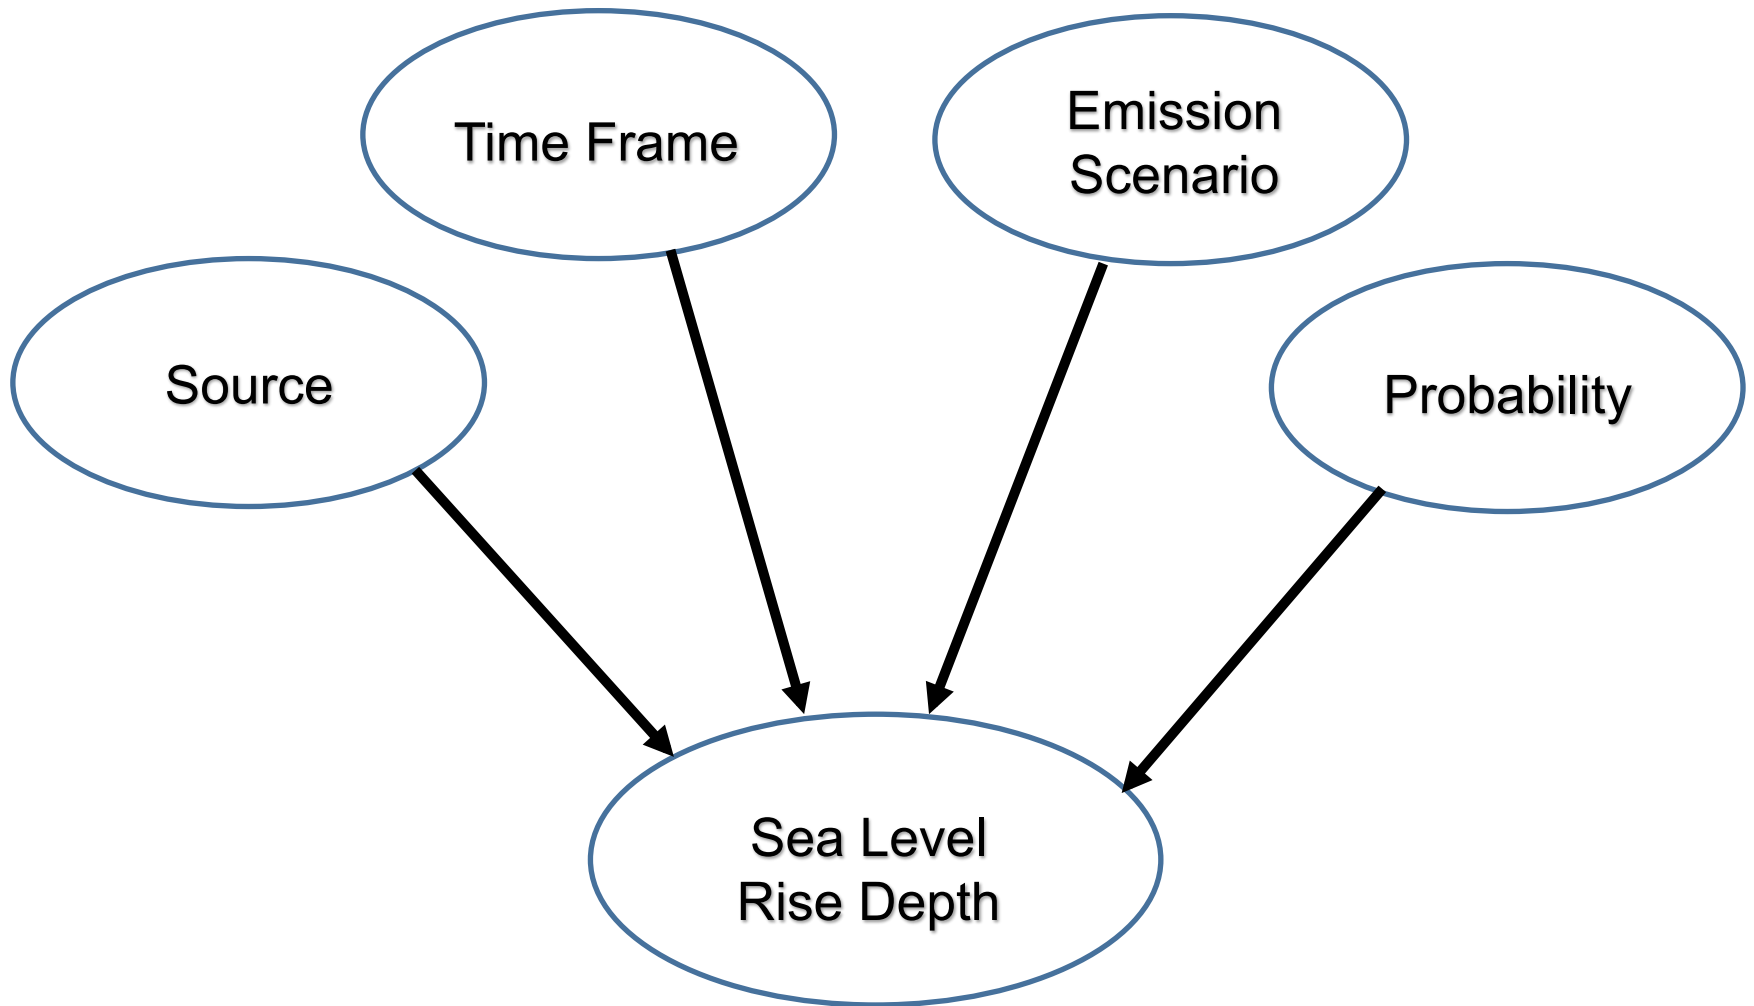 Time Frame
Emission
Scenario
Source
Probability
Sea Level
Rise Depth